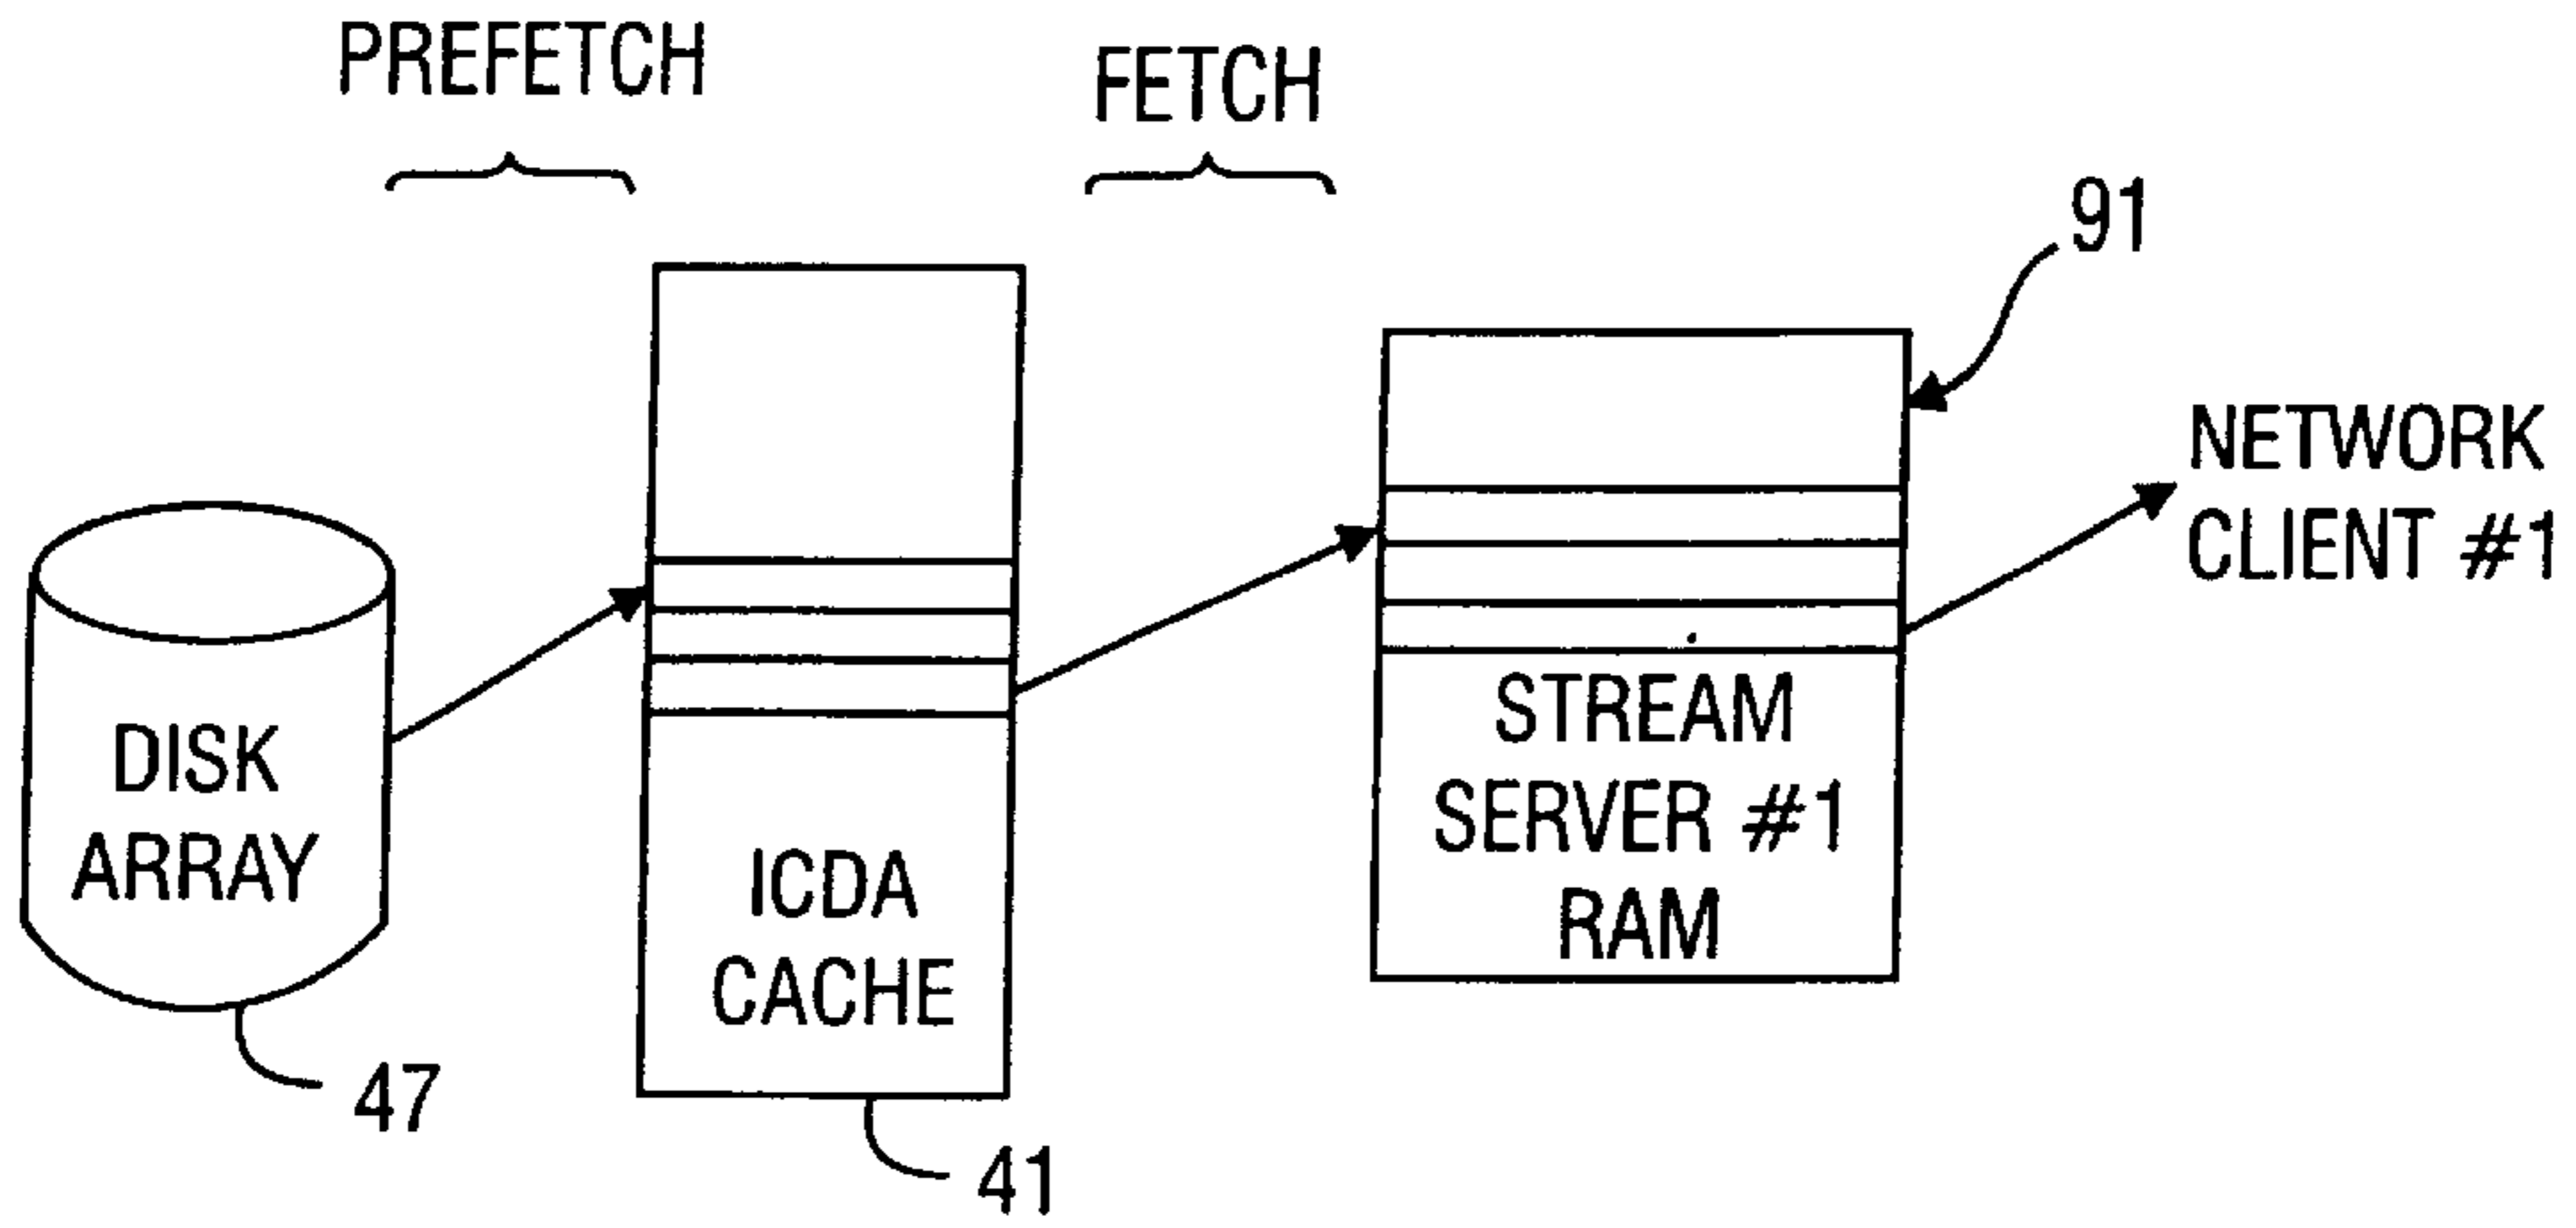 PREFETCH
FETCH
91
NETWORK
CLIENT #1
DISK
ARRAY
ICDA
CACHE
STREAM
SERVER #1
RAM
47
41